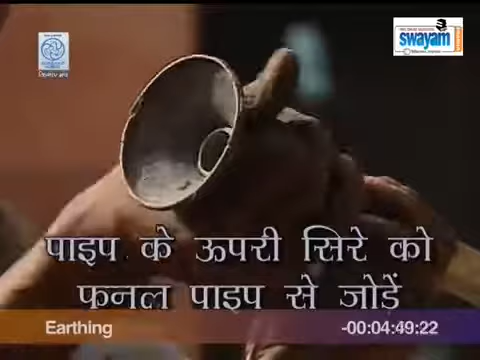 swayam
पाइप के ऊपरी सिरे को
फनल पाइप से जोड़ें
Earthing
-00:04:49:22